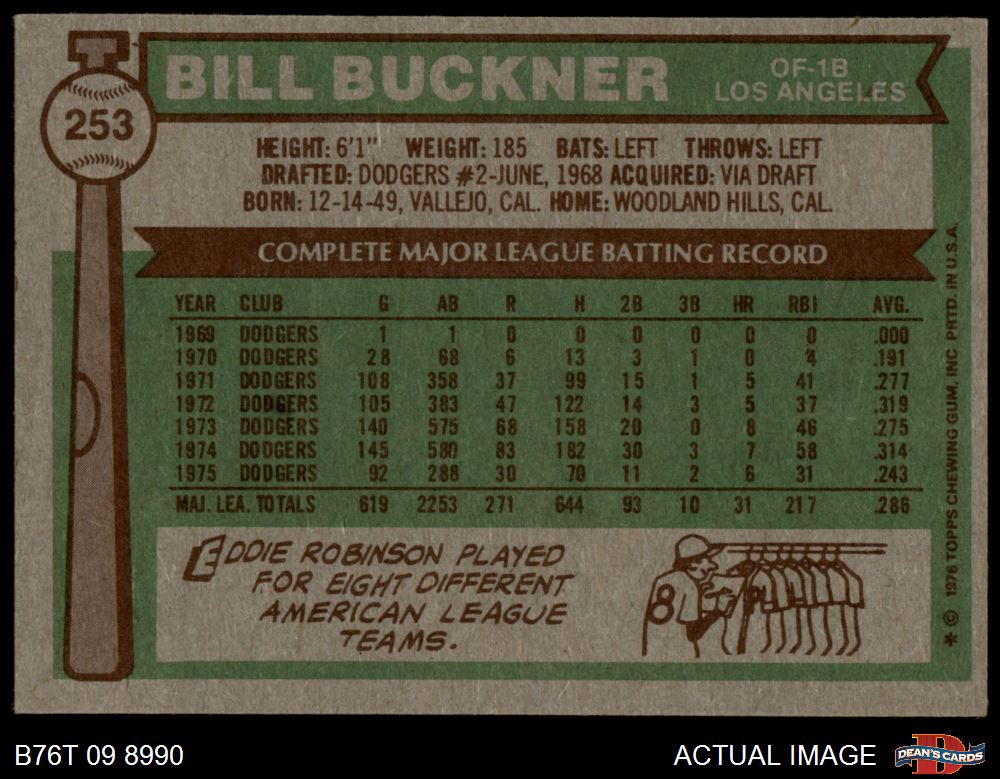 253
BILL BUCKNER
OF-1B
LOS ANGELES
HEIGHT: 6'1" WEIGHT: 185 BATS: LEFT THROWS: LEFT
DRAFTED: DODGERS #2-JUNE, 1968 ACQUIRED: VIA DRAFT
BORN: 12-14-49, VALLEJO, CAL. HOME: WOODLAND HILLS, CAL.
COMPLETE MAJOR LEAGUE BATTING RECORD
YEAR CLUB G AB R H 2B 3B HR RBI AVG.
1969 DODGERS 1 1 0 0 0 0 0 0 .000
1970 DODGERS 28 68 6 13 3 1 0 4 .191
1971 DODGERS 108 358 37 99 15 1 5 41 .277
1972 DODGERS 105 383 47 122 14 3 5 37 .319
1973 DODGERS 140 575 68 158 20 0 8 46 .275
1974 DODGERS 145 580 83 182 30 3 7 58 .314
1975 DODGERS 92 288 30 70 11 2 6 31 .243
MAJ. LEA. TOTALS 619 2253 271 644 93 10 31 217 .286
EDDIE ROBINSON PLAYED
FOR EIGHT DIFFERENT
AMERICAN LEAGUE
TEAMS.
8
* © 1976 TOPPS CHEWING GUM, INC PRTD. IN U.S.A.
B76T 09 8990
ACTUAL IMAGE
DEAN'S CARDS